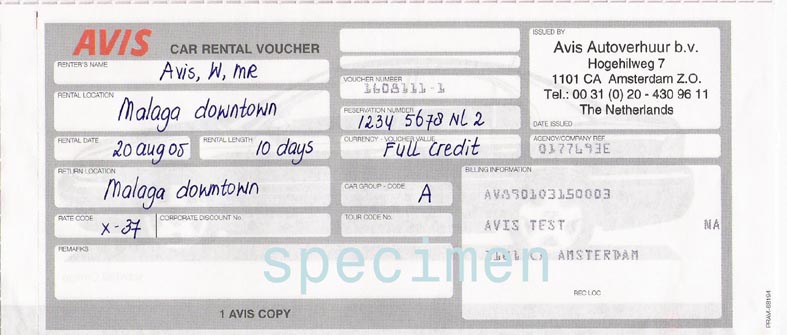 AVIS CAR RENTAL VOUCHER
RENTER'S NAME
Avis, W, MR
RENTAL LOCATION
Malaga downtown
RENTAL DATE
20 aug 05
RENTAL LENGTH
10 days
RETURN LOCATION
Malaga downtown
RATE CODE
X-37
CORPORATE DISCOUNT No.
REMARKS
1 AVIS COPY
VOUCHER NUMBER
1608111-1
RESERVATION NUMBER
1234 5678 NL 2
CURRENCY - VOUCHER VALUE
Full Credit
CAR GROUP - CODE
A
TOUR CODE No.
ISSUED BY
Avis Autoverhuur b.v.
Hogehilweg 7
1101 CA Amsterdam Z.O.
Tel.: 00 31 (0) 20 - 430 96 11
The Netherlands
DATE ISSUED
AGENCY/COMPANY REF.
0177693E
BILLING INFORMATION
AV890103150003
AVIS TEST NA
AMSTERDAM
REC LOC
specimen